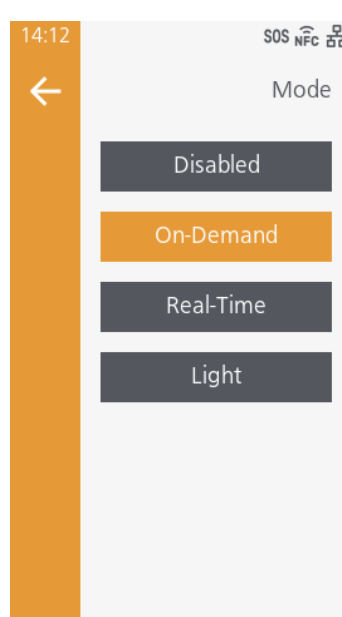 14:12 SOS NFC
Mode
Disabled
On-Demand
Real-Time
Light